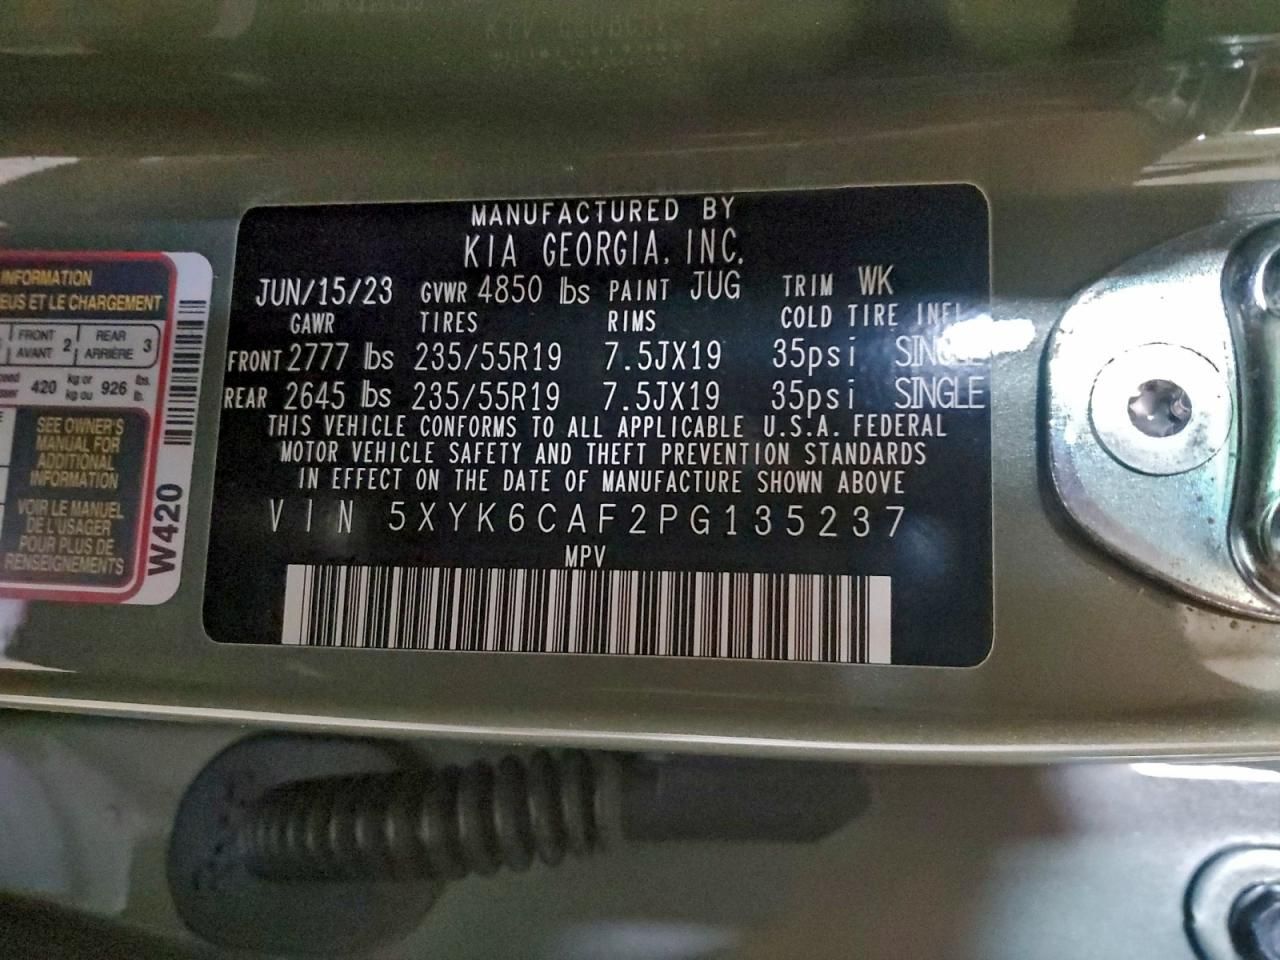 MANUFACTURED BY
KIA GEORGIA, INC.
JUN/15/23 GVWR 4850 lbs PAINT JUG TRIM WK
GAWR TIRES RIMS COLD TIRE INFL
FRONT 2777 lbs 235/55R19 7.5JX19 35psi SINGLE
REAR 2645 lbs 235/55R19 7.5JX19 35psi SINGLE
THIS VEHICLE CONFORMS TO ALL APPLICABLE U.S.A. FEDERAL
MOTOR VEHICLE SAFETY AND THEFT PREVENTION STANDARDS
IN EFFECT ON THE DATE OF MANUFACTURE SHOWN ABOVE
VIN 5XYK6CAF2PG135237
MPV
INFORMATION
ET LE CHARGEMENT
FRONT
AVANT 2
REAR
ARRIÈRE 3
420 kg or
kg ou 926 lbs.
lb.
SEE OWNER'S
MANUAL FOR
ADDITIONAL
INFORMATION
VOIR LE MANUEL
DE L'USAGER
POUR PLUS DE
RENSEIGNEMENTS
W420